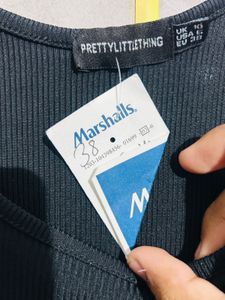 PRETTYLITTLETHING
UK 10
USA 6
EU 38
Marshalls.
38
M